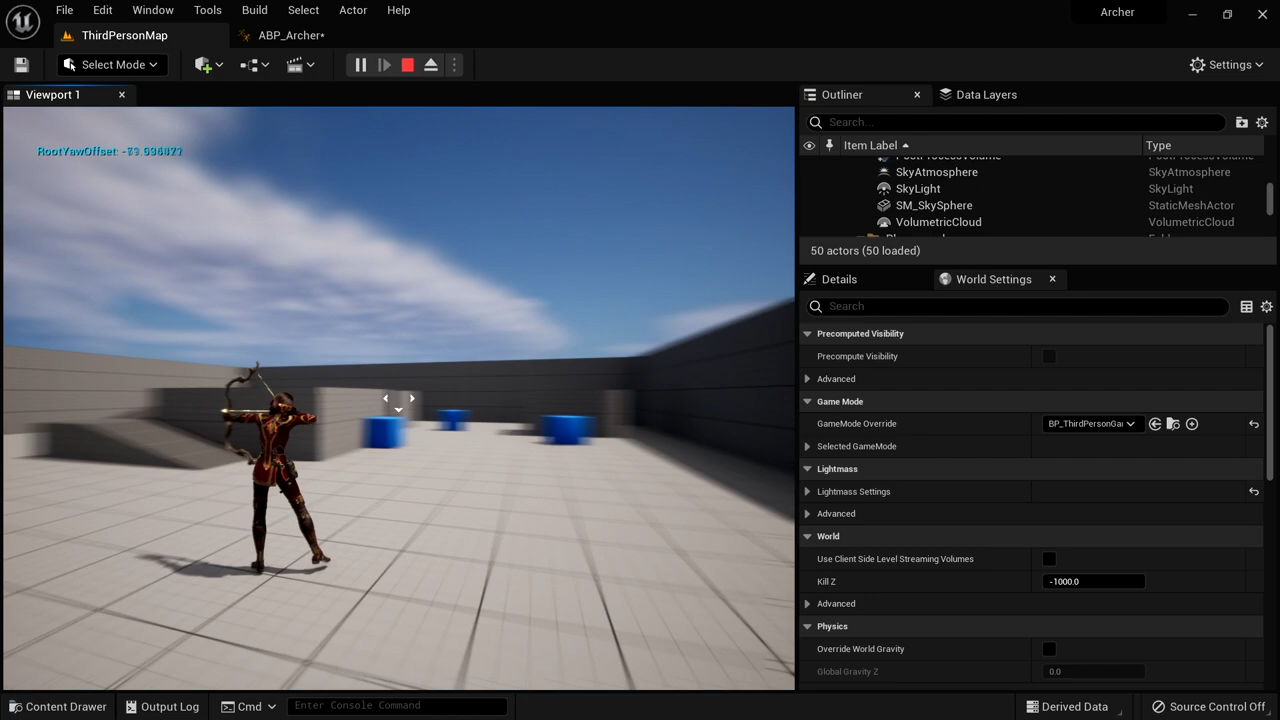 File Edit Window Tools Build Select Actor Help
Archer
ThirdPersonMap
ABP_Archer*
Select Mode
Settings
Viewport 1
Outliner
Data Layers
RootYawOffset:
Search...
Item Label
Type
SkyAtmosphere SkyAtmosphere
SkyLight SkyLight
SM_SkySphere StaticMeshActor
VolumetricCloud VolumetricCloud
50 actors (50 loaded)
Details
World Settings
Search
Precomputed Visibility
Precompute Visibility
Advanced
Game Mode
GameMode Override BP_ThirdPersonGa
Selected GameMode
Lightmass
Lightmass Settings
Advanced
World
Use Client Side Level Streaming Volumes
Kill Z -1000.0
Advanced
Physics
Override World Gravity
Global Gravity Z 0.0
Content Drawer
Output Log
Cmd
Enter Console Command
Derived Data
Source Control Off